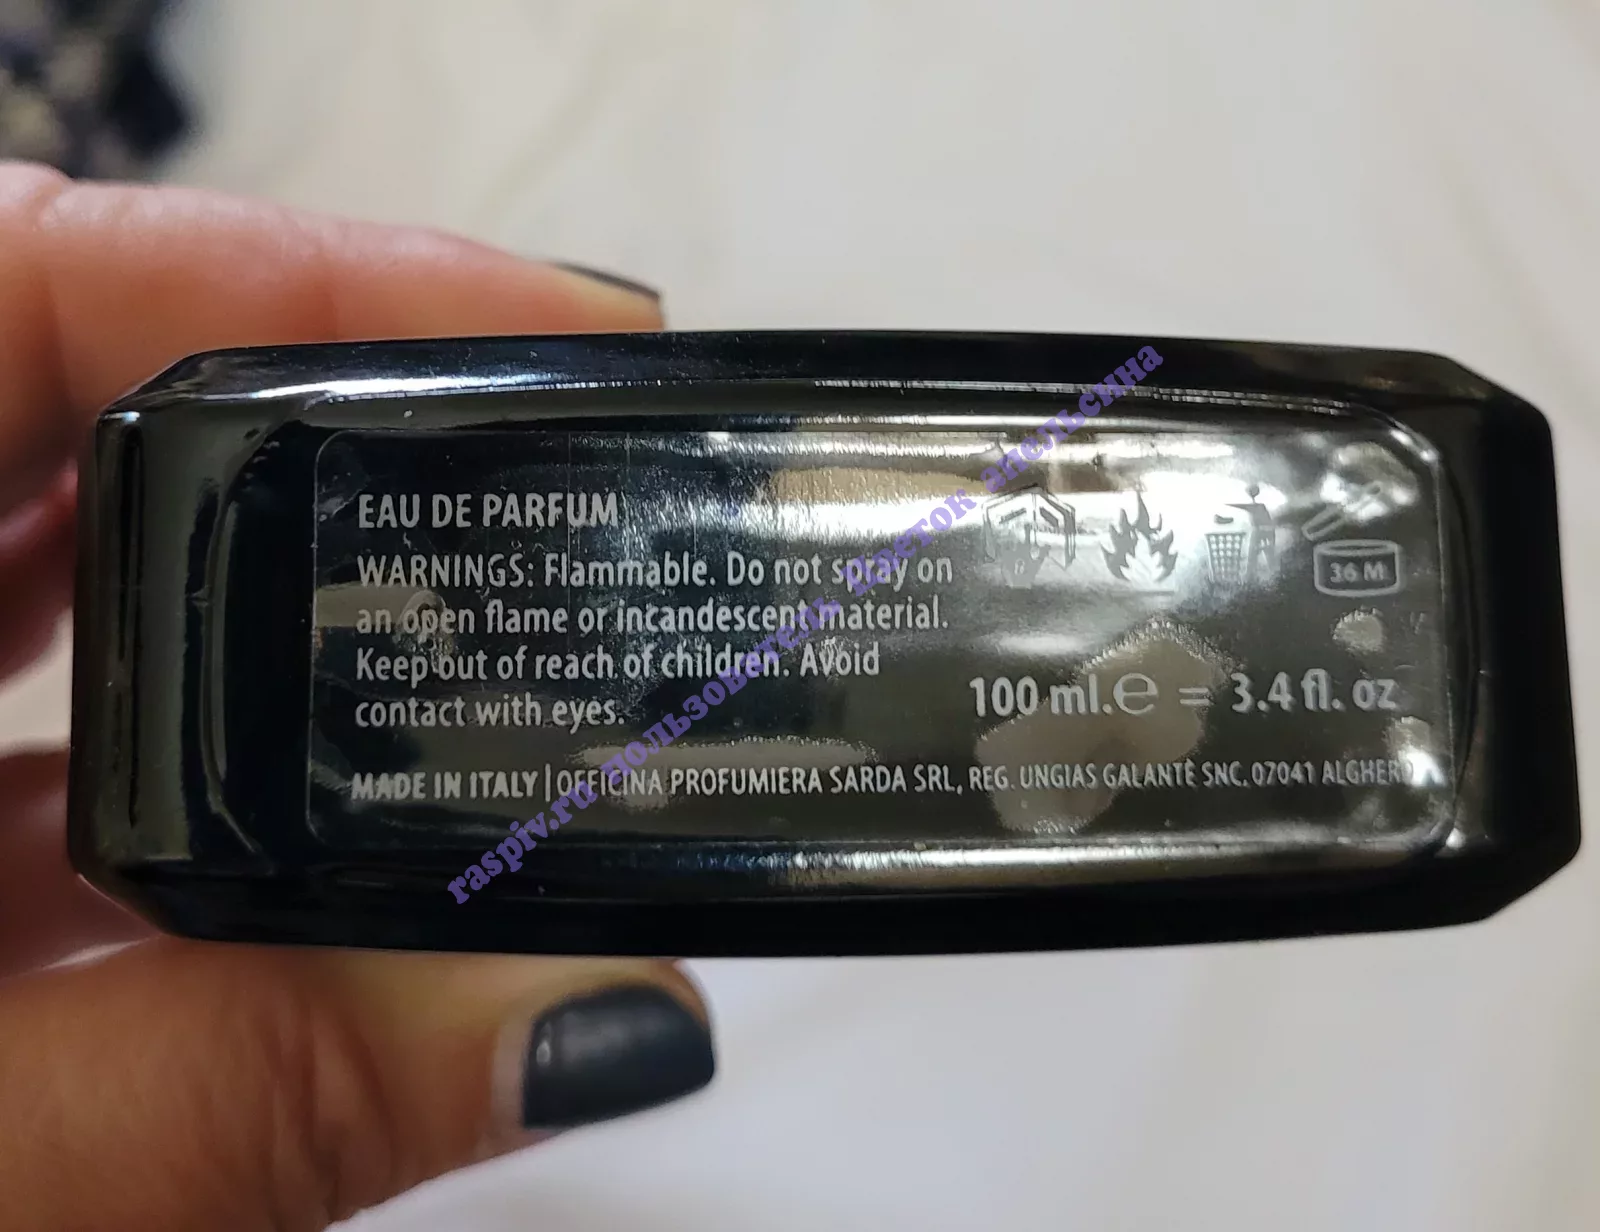 EAU DE PARFUM
WARNINGS: Flammable. Do not spray on
an open flame or incandescent material.
Keep out of reach of children. Avoid
contact with eyes.
36 M
100 ml.℮ = 3.4 fl. oz
MADE IN ITALY | OFFICINA PROFUMIERA SARDA SRL, REG. UNGIAS GALANTÈ SNC, 07041 ALGHERO
raspiv.ru пользователь Цветок апельсина